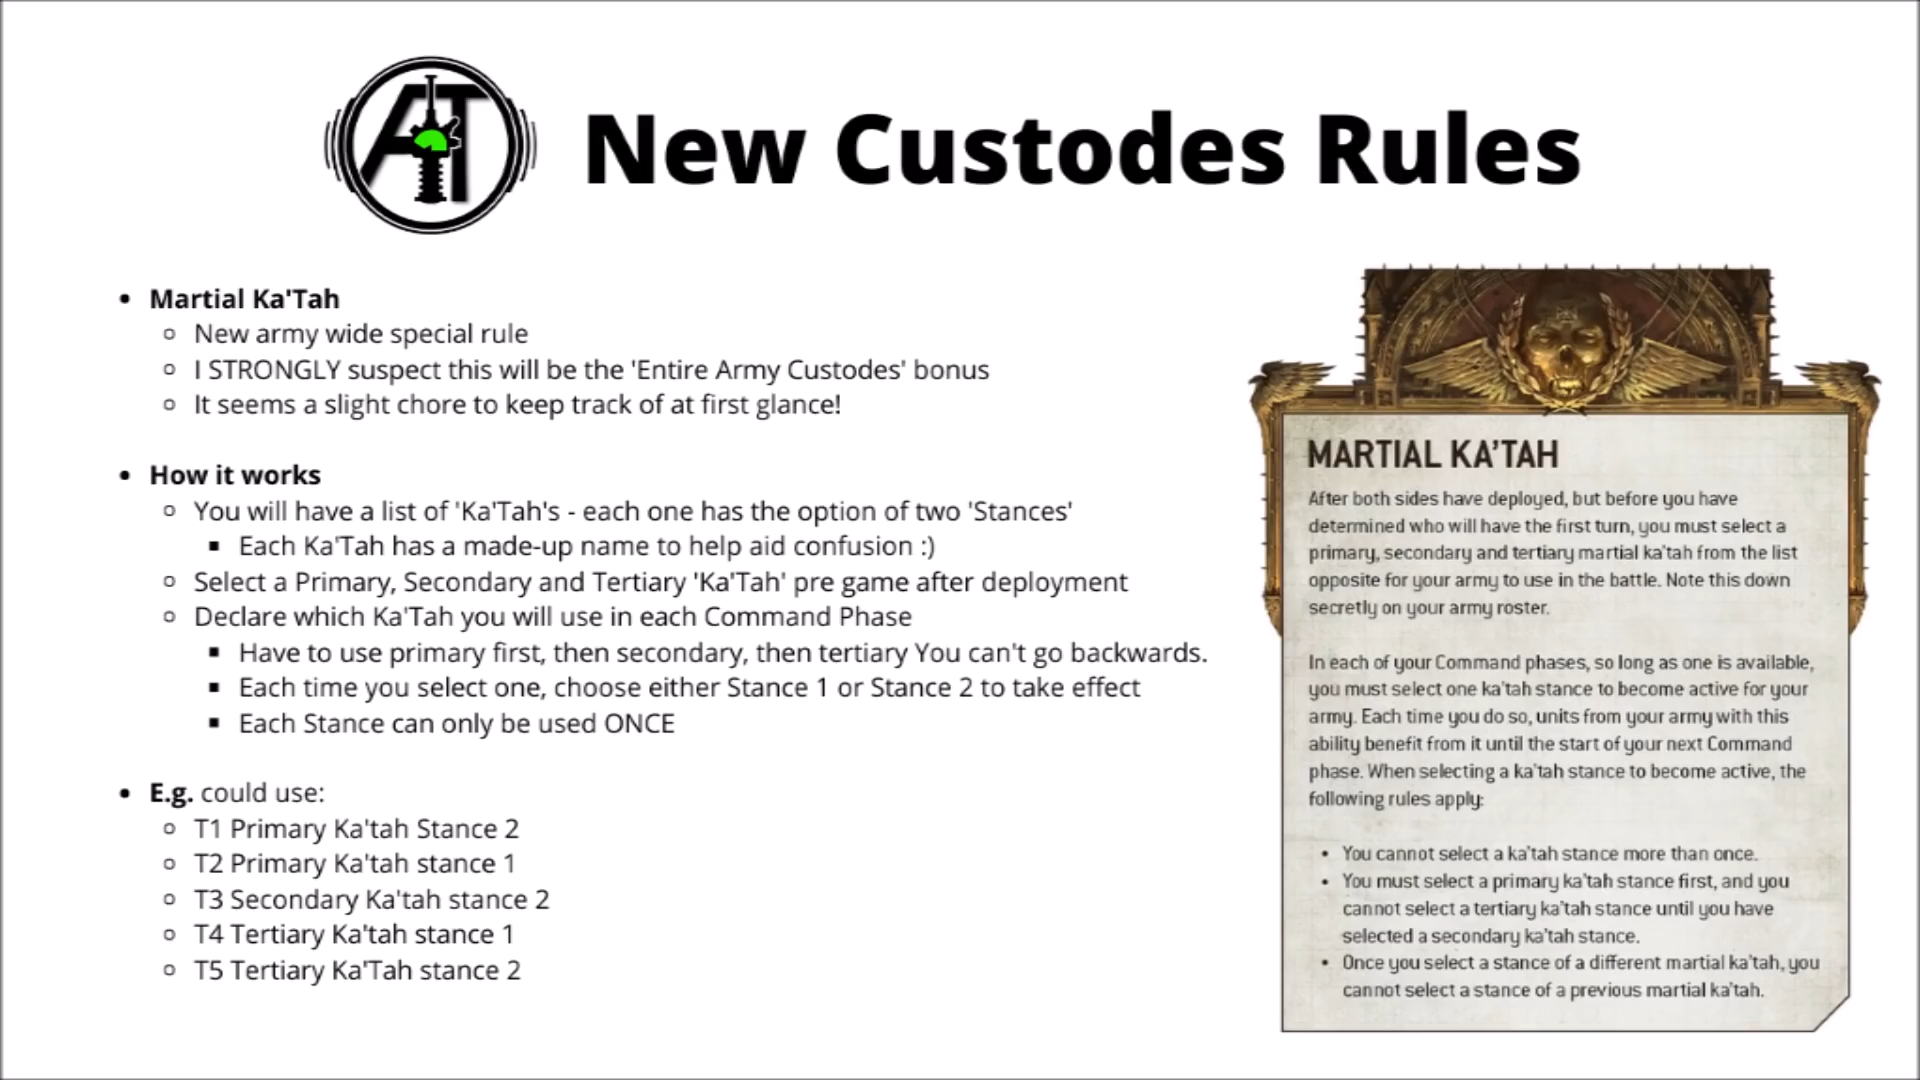 AT
New Custodes Rules
• Martial Ka'Tah
○ New army wide special rule
○ I STRONGLY suspect this will be the 'Entire Army Custodes' bonus
○ It seems a slight chore to keep track of at first glance!
• How it works
○ You will have a list of 'Ka'Tah's - each one has the option of two 'Stances'
▪ Each Ka'Tah has a made-up name to help aid confusion :)
○ Select a Primary, Secondary and Tertiary 'Ka'Tah' pre game after deployment
○ Declare which Ka'Tah you will use in each Command Phase
▪ Have to use primary first, then secondary, then tertiary You can't go backwards.
▪ Each time you select one, choose either Stance 1 or Stance 2 to take effect
▪ Each Stance can only be used ONCE
• E.g. could use:
○ T1 Primary Ka'tah Stance 2
○ T2 Primary Ka'tah stance 1
○ T3 Secondary Ka'tah stance 2
○ T4 Tertiary Ka'tah stance 1
○ T5 Tertiary Ka'Tah stance 2
MARTIAL KA'TAH
After both sides have deployed, but before you have
determined who will have the first turn, you must select a
primary, secondary and tertiary martial ka'tah from the list
opposite for your army to use in the battle. Note this down
secretly on your army roster.
In each of your Command phases, so long as one is available,
you must select one ka'tah stance to become active for your
army. Each time you do so, units from your army with this
ability benefit from it until the start of your next Command
phase. When selecting a ka'tah stance to become active, the
following rules apply:
• You cannot select a ka'tah stance more than once.
• You must select a primary ka'tah stance first, and you
cannot select a tertiary ka'tah stance until you have
selected a secondary ka'tah stance.
• Once you select a stance of a different martial ka'tah, you
cannot select a stance of a previous martial ka'tah.